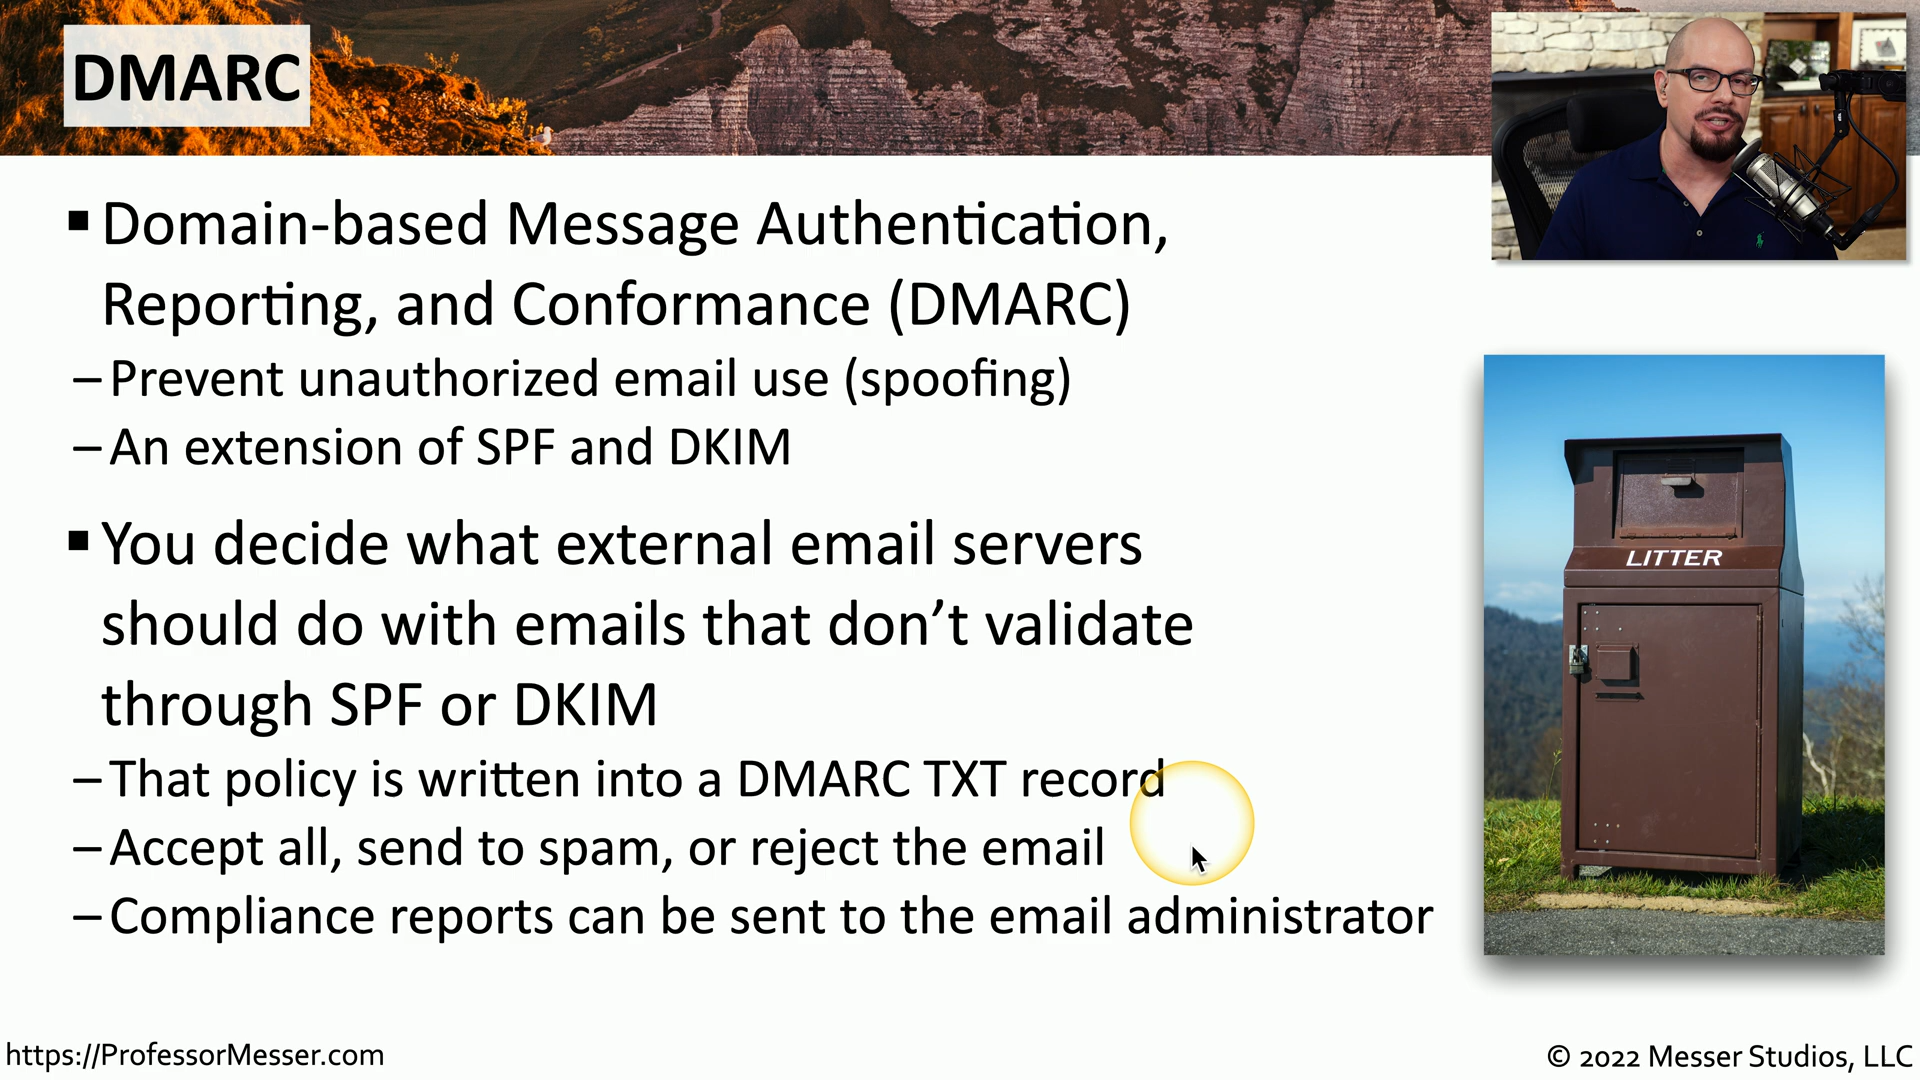 DMARC
▪ Domain-based Message Authentication,
Reporting, and Conformance (DMARC)
– Prevent unauthorized email use (spoofing)
– An extension of SPF and DKIM
▪ You decide what external email servers
should do with emails that don’t validate
through SPF or DKIM
– That policy is written into a DMARC TXT record
– Accept all, send to spam, or reject the email
– Compliance reports can be sent to the email administrator
LITTER
https://ProfessorMesser.com
© 2022 Messer Studios, LLC